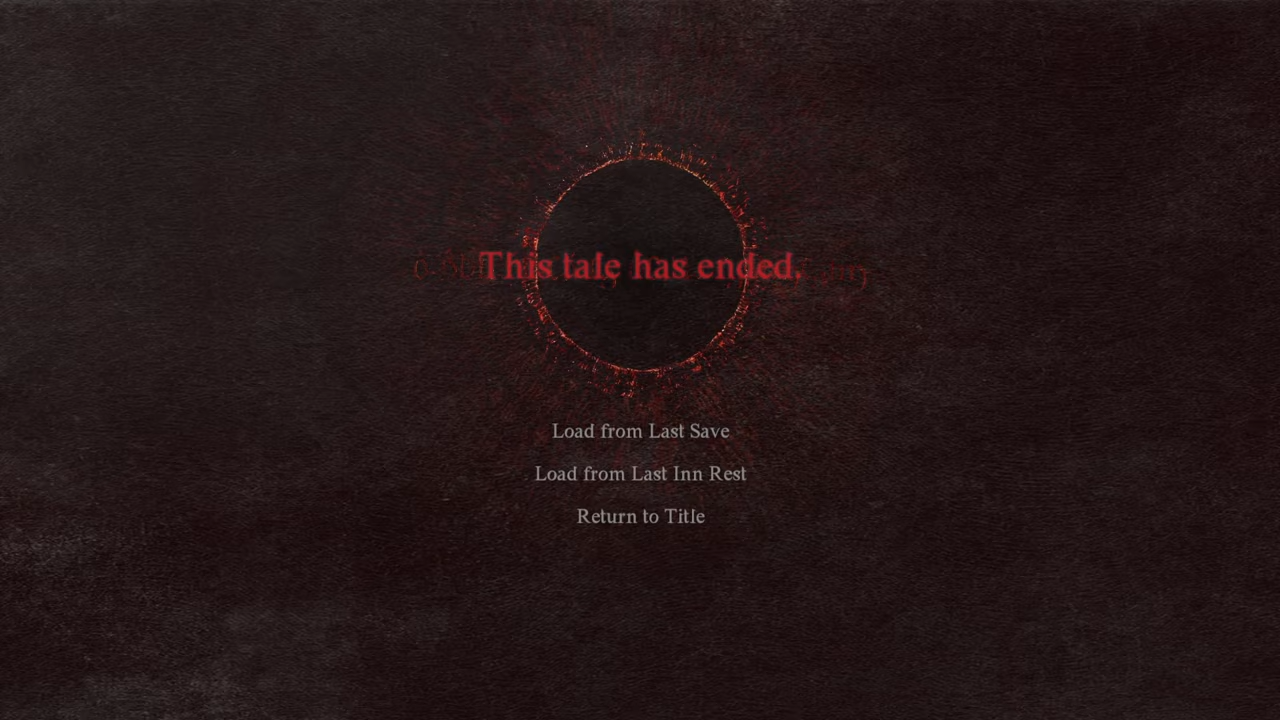 This tale has ended.
Load from Last Save
Load from Last Inn Rest
Return to Title